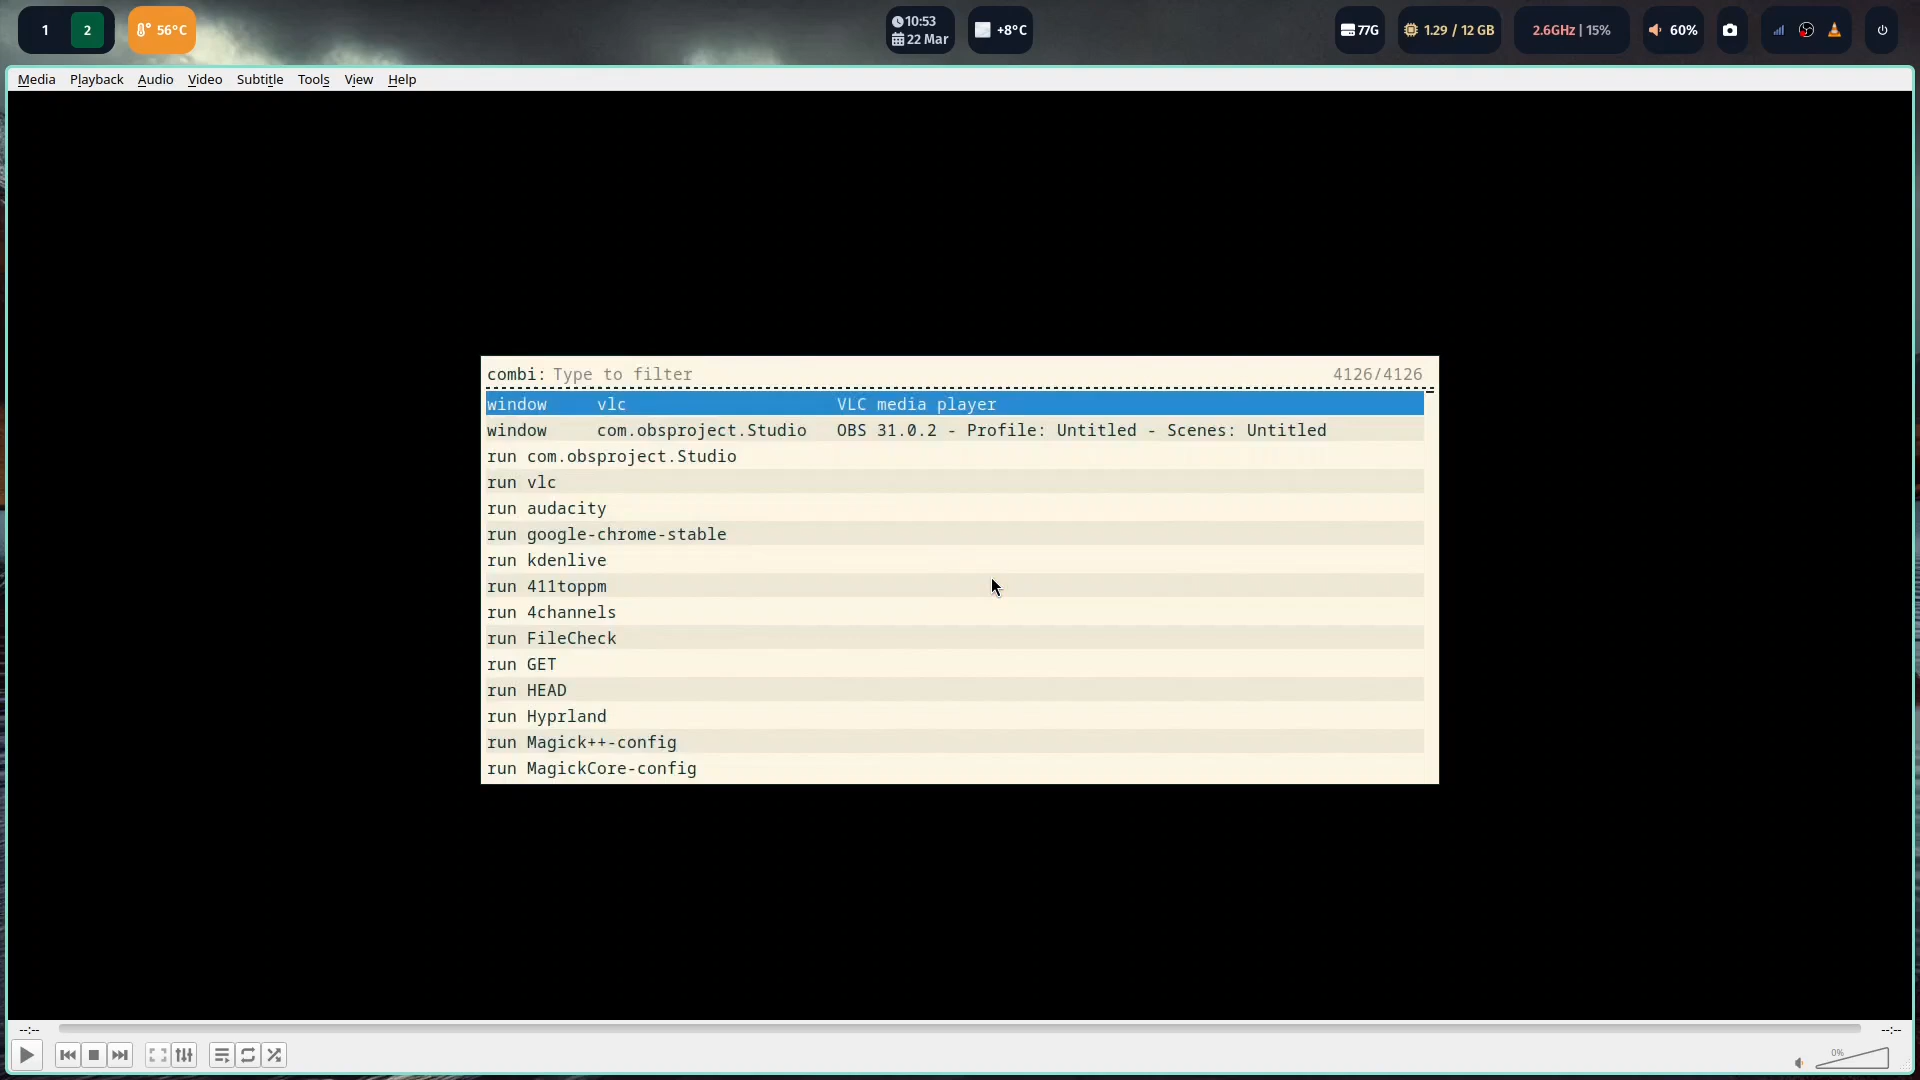 1 2 56°C
10:53
22 Mar
+8°C
77G 1.29 / 12 GB 2.6GHz | 15% 60%
Media Playback Audio Video Subtitle Tools View Help
combi: Type to filter 4126/4126
window vlc VLC media player
window com.obsproject.Studio OBS 31.0.2 - Profile: Untitled - Scenes: Untitled
run com.obsproject.Studio
run vlc
run audacity
run google-chrome-stable
run kdenlive
run 411toppm
run 4channels
run FileCheck
run GET
run HEAD
run Hyprland
run Magick++-config
run MagickCore-config
--:-- --:--
0%